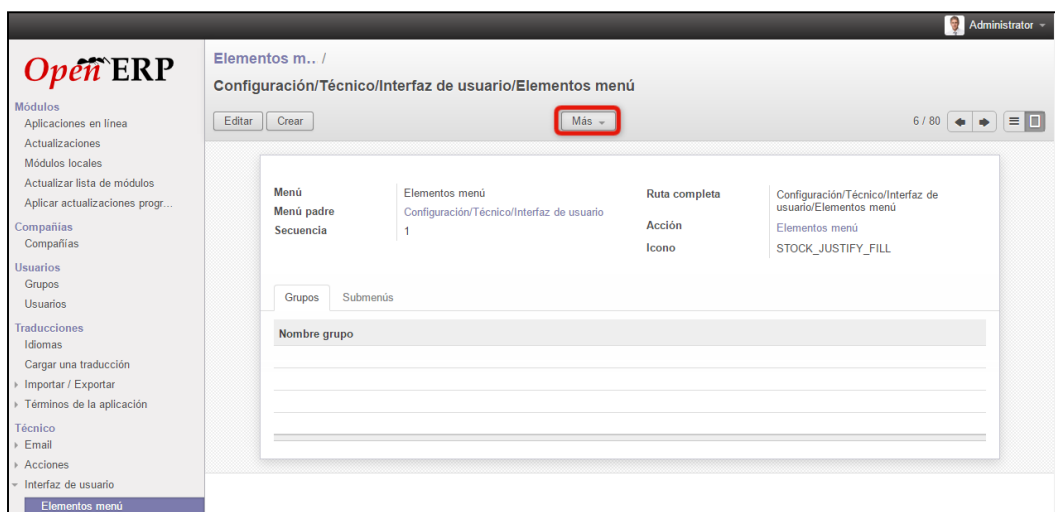 Administrator
Open ERP
Módulos
Aplicaciones en línea
Actualizaciones
Módulos locales
Actualizar lista de módulos
Aplicar actualizaciones progr...
Compañías
Compañías
Usuarios
Grupos
Usuarios
Traducciones
Idiomas
Cargar una traducción
Importar / Exportar
Términos de la aplicación
Técnico
Email
Acciones
Interfaz de usuario
Elementos menú
Elementos m.. /
Configuración/Técnico/Interfaz de usuario/Elementos menú
Editar Crear Más 6 / 80
Menú Elementos menú
Menú padre Configuración/Técnico/Interfaz de usuario
Secuencia 1
Ruta completa Configuración/Técnico/Interfaz de
usuario/Elementos menú
Acción Elementos menú
Icono STOCK_JUSTIFY_FILL
Grupos Submenús
Nombre grupo